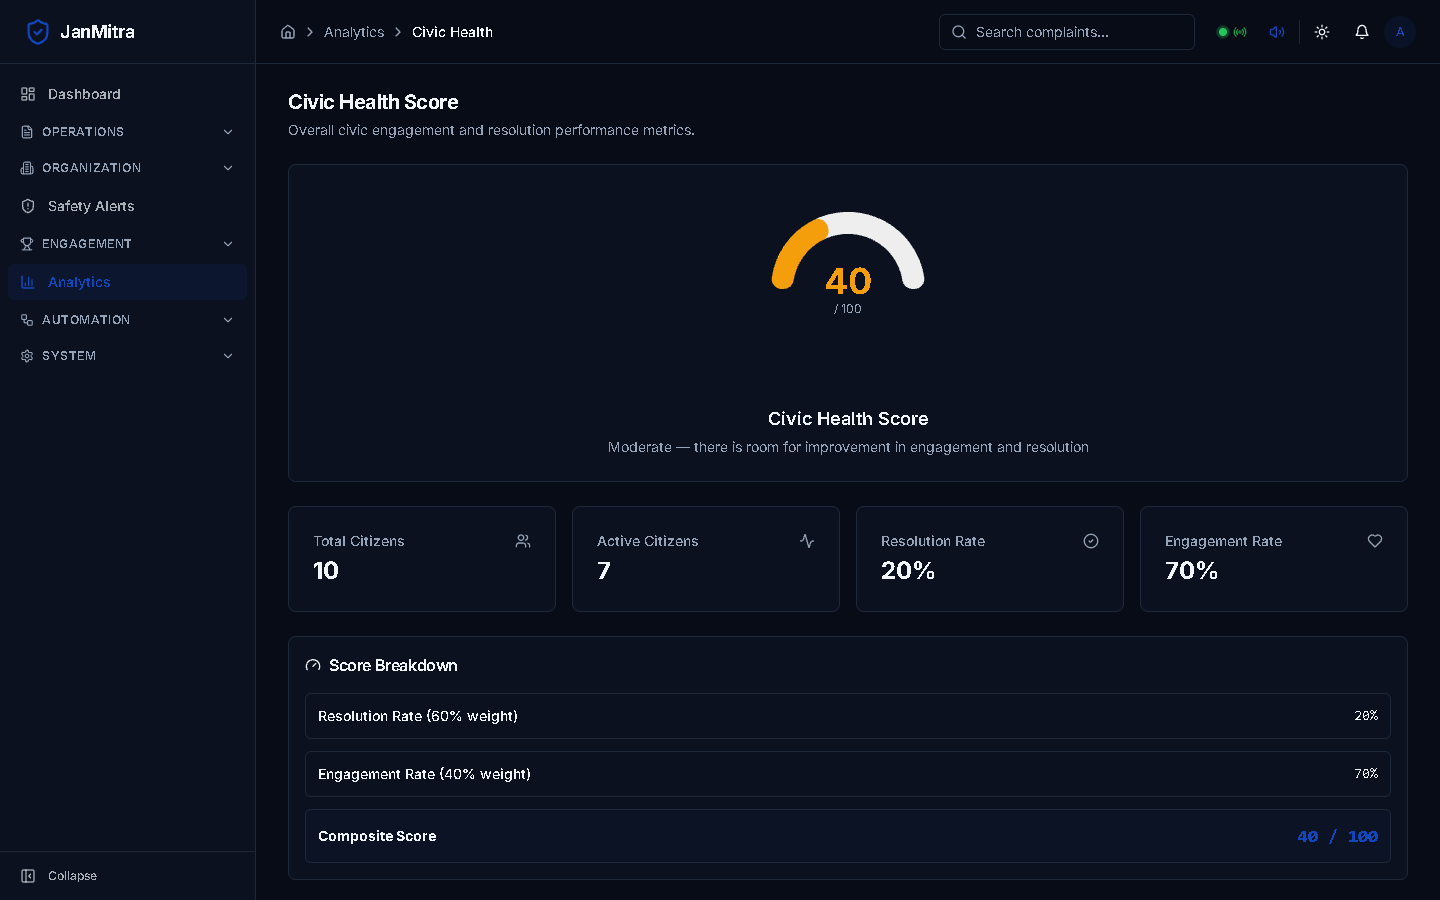 JanMitra
Analytics
Civic Health
Search complaints...
A
Dashboard
OPERATIONS
ORGANIZATION
Safety Alerts
ENGAGEMENT
Analytics
AUTOMATION
SYSTEM
Collapse
Civic Health Score
Overall civic engagement and resolution performance metrics.
40
/ 100
Civic Health Score
Moderate — there is room for improvement in engagement and resolution
Total Citizens
10
Active Citizens
7
Resolution Rate
20%
Engagement Rate
70%
Score Breakdown
Resolution Rate (60% weight) 20%
Engagement Rate (40% weight) 70%
Composite Score 40 / 100